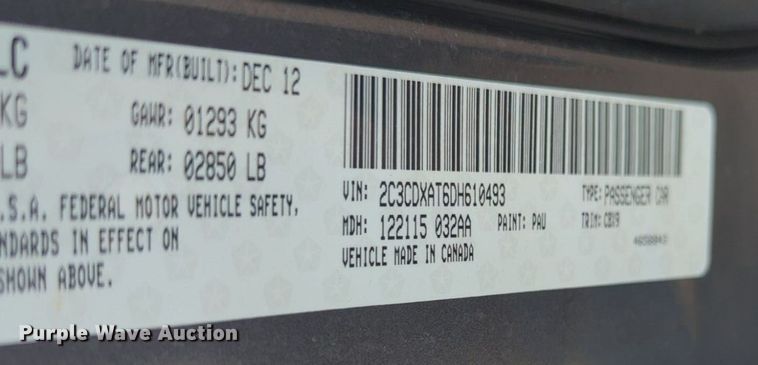 LC DATE OF MFR(BUILT): DEC 12
KG GAWR: 01293 KG
LB REAR: 02850 LB
.S.A. FEDERAL MOTOR VEHICLE SAFETY,
NDARDS IN EFFECT ON
SHOWN ABOVE.
VIN: 2C3CDXAT6DH610493 TYPE: PASSENGER CAR
MDH: 122115 032AA PAINT: PAU TRIM: CBX9
VEHICLE MADE IN CANADA
Purple Wave Auction